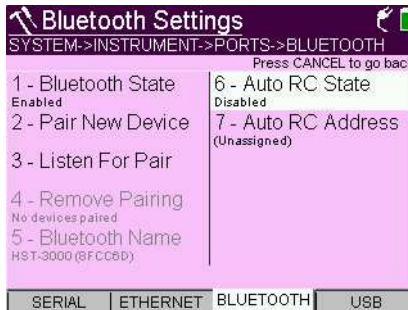 Bluetooth Settings
SYSTEM->INSTRUMENT->PORTS->BLUETOOTH
Press CANCEL to go bac
1 - Bluetooth State
Enabled
2 - Pair New Device
3 - Listen For Pair
4 - Remove Pairing
No devices paired
5 - Bluetooth Name
HST-3000 (8FCC6D)
6 - Auto RC State
Disabled
7 - Auto RC Address
(Unassigned)
SERIAL ETHERNET BLUETOOTH USB